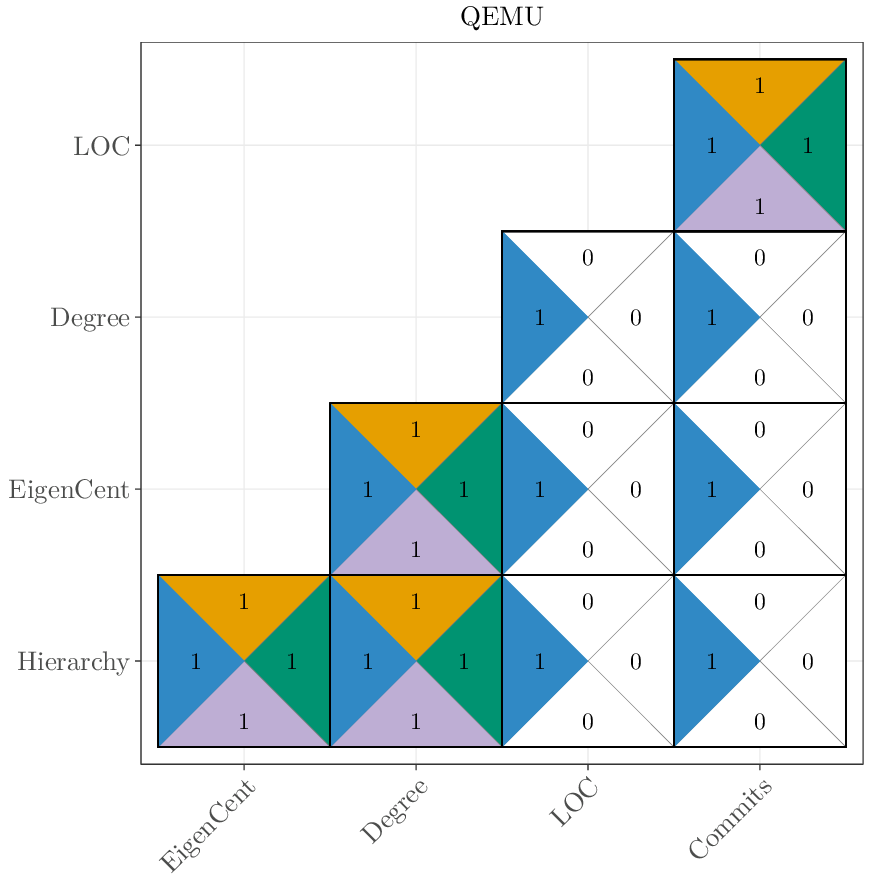 QEMU
1
LOC 1 1
1
0 0
Degree 1 0 1 0
0 0
1 0 0
EigenCent 1 1 1 0 1 0
1 0 0
1 1 0 0
Hierarchy 1 1 1 1 1 0 1 0
1 1 0 0
EigenCent Degree LOC Commits